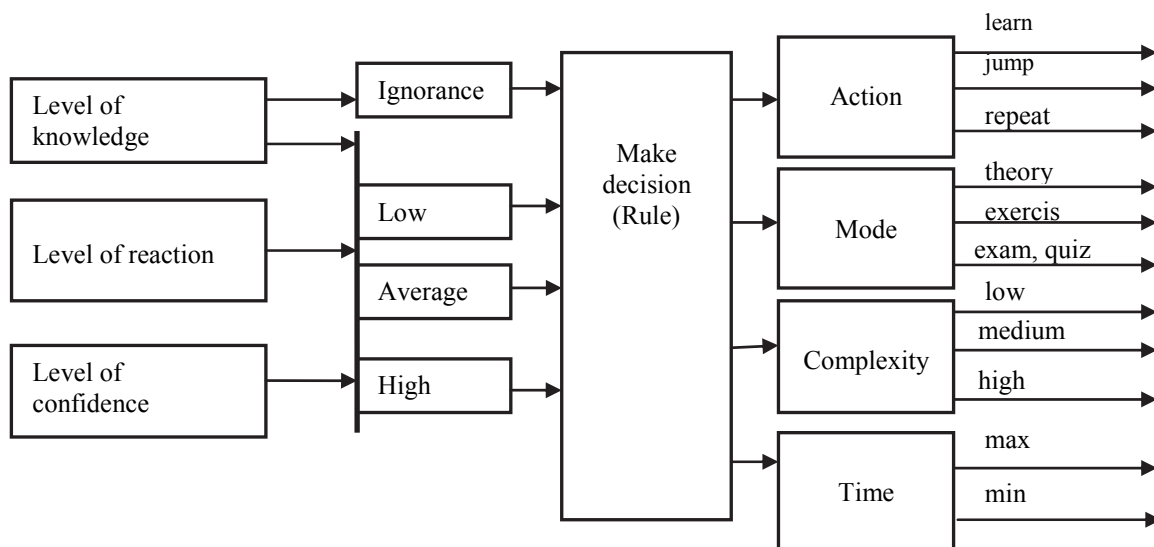 Level of
knowledge
Level of reaction
Level of
confidence
Ignorance
Low
Average
High
Make
decision
(Rule)
Action
Mode
Complexity
Time
learn
jump
repeat
theory
exercis
exam, quiz
low
medium
high
max
min